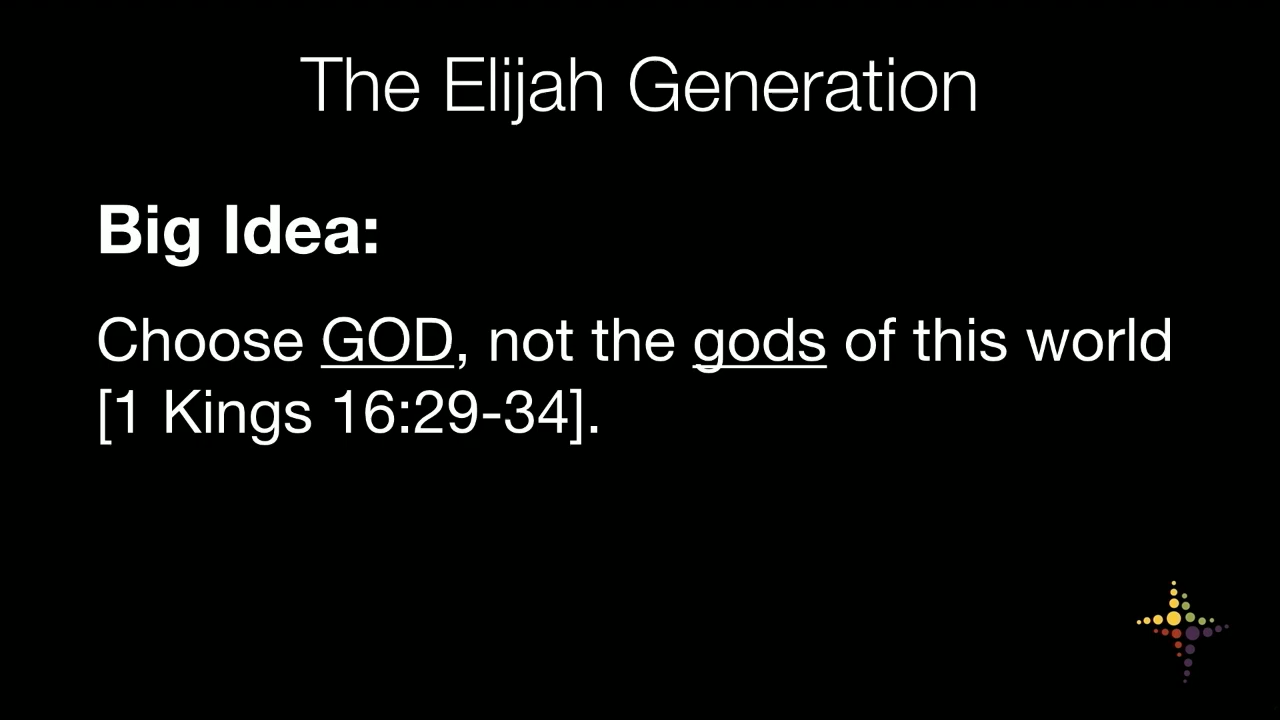 The Elijah Generation
Big Idea:
Choose GOD, not the gods of this world
[1 Kings 16:29-34].